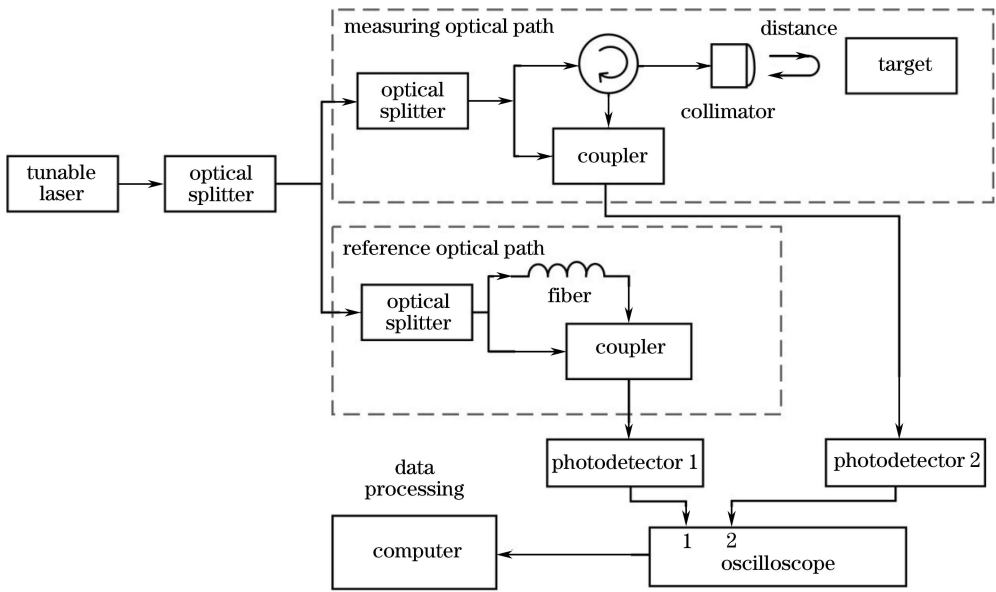 measuring optical path
distance
target
optical
splitter
collimator
coupler
tunable
laser
optical
splitter
reference optical path
fiber
optical
splitter
coupler
photodetector 1
photodetector 2
data
processing
computer
1 2
oscilloscope